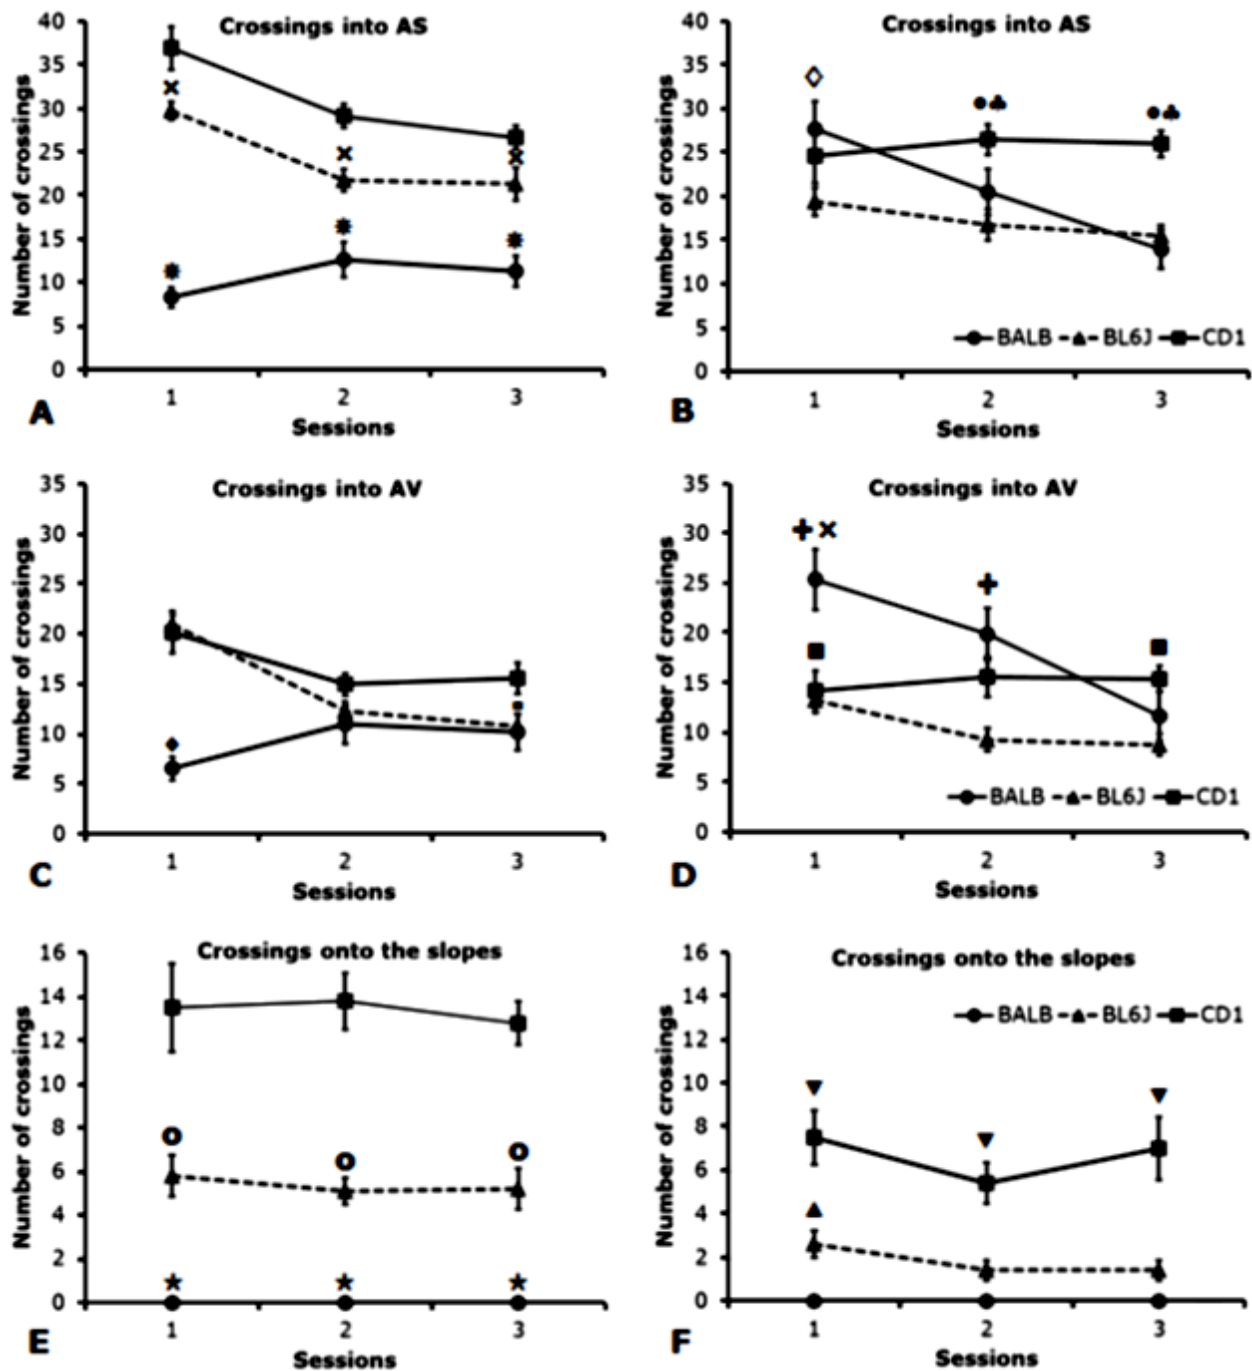 Crossings into AS
Number of crossings
40
35
30
25
20
15
10
5
0
1 2 3
Sessions
A
Crossings into AS
Number of crossings
40
35
30
25
20
15
10
5
0
BALB BL6J CD1
1 2 3
Sessions
B
Crossings into AV
Number of crossings
35
30
25
20
15
10
5
0
1 2 3
Sessions
C
Crossings into AV
Number of crossings
35
30
25
20
15
10
5
0
BALB BL6J CD1
1 2 3
Sessions
D
Crossings onto the slopes
Number of crossings
16
14
12
10
8
6
4
2
0
1 2 3
Sessions
E
Crossings onto the slopes
Number of crossings
16
14
12
10
8
6
4
2
0
BALB BL6J CD1
1 2 3
Sessions
F